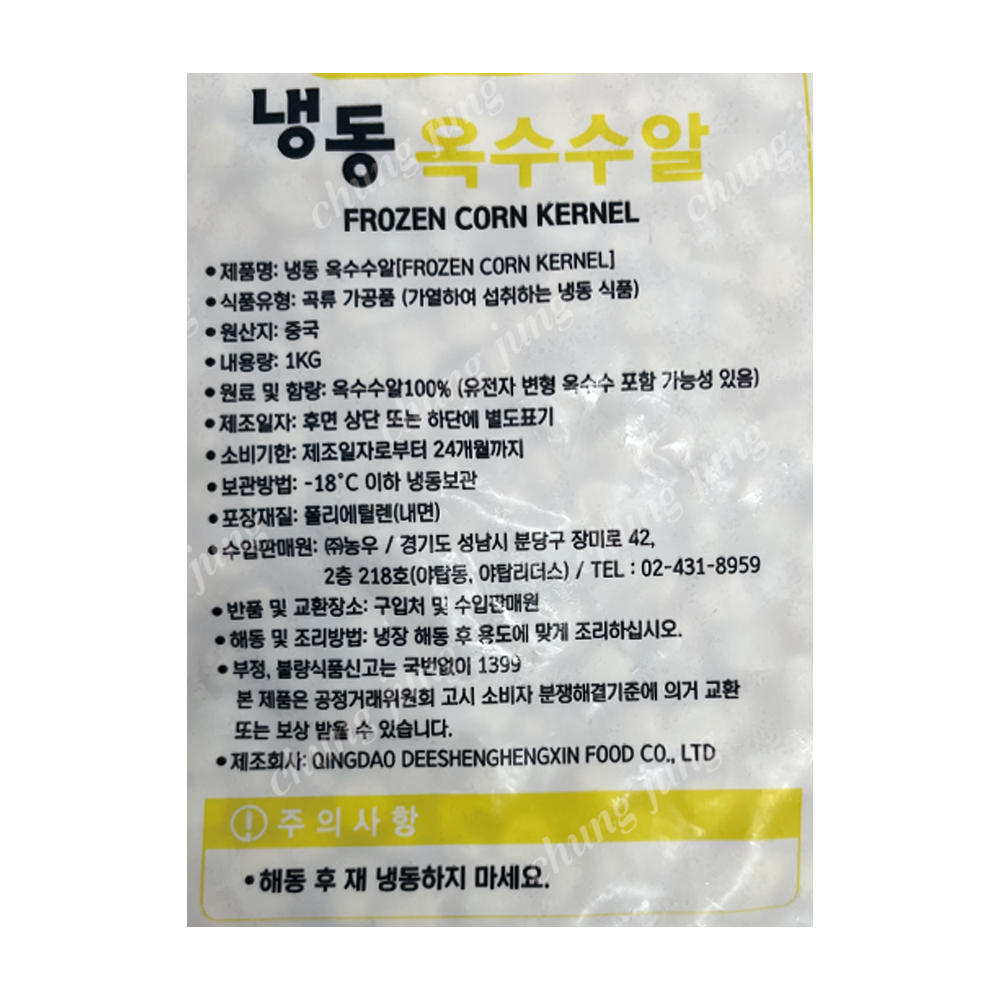 냉동 옥수수알
FROZEN CORN KERNEL
• 제품명: 냉동 옥수수알[FROZEN CORN KERNEL]
• 식품유형: 곡류 가공품 (가열하여 섭취하는 냉동 식품)
• 원산지: 중국
• 내용량: 1KG
• 원료 및 함량: 옥수수알100% (유전자 변형 옥수수 포함 가능성 있음)
• 제조일자: 후면 상단 또는 하단에 별도표기
• 소비기한: 제조일자로부터 24개월까지
• 보관방법: -18°C 이하 냉동보관
• 포장재질: 폴리에틸렌(내면)
• 수입판매원: ㈜농우 / 경기도 성남시 분당구 장미로 42,
2층 218호(야탑동, 야탑리더스) / TEL : 02-431-8959
• 반품 및 교환장소: 구입처 및 수입판매원
• 해동 및 조리방법: 냉장 해동 후 용도에 맞게 조리하십시오.
• 부정, 불량식품신고는 국번없이 1399
본 제품은 공정거래위원회 고시 소비자 분쟁해결기준에 의거 교환
또는 보상 받을 수 있습니다.
• 제조회사: QINGDAO DEESHENGHENGXIN FOOD CO., LTD
! 주의사항
• 해동 후 재 냉동하지 마세요.
chung jung
chung jung
chung jung
chung jung
chung jung
chung jung
chung jung